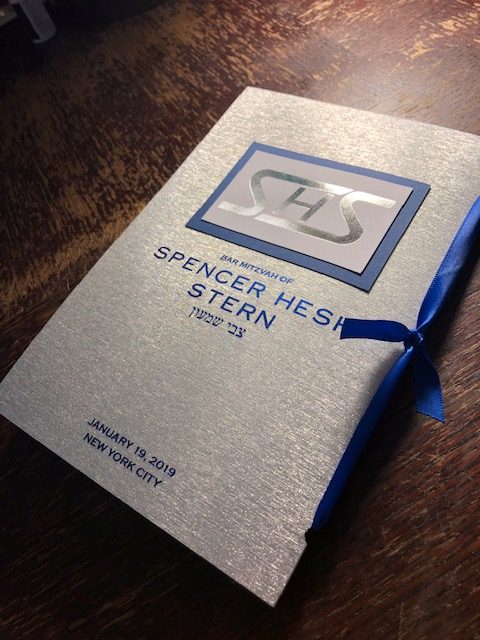 SHS
BAR MITZVAH OF
SPENCER HESH
STERN
צבי שמעון
JANUARY 19, 2019
NEW YORK CITY